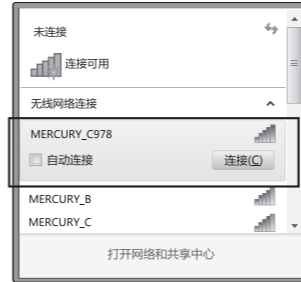 未连接
连接可用
无线网络连接
MERCURY_C978
自动连接
连接(C)
MERCURY_B
MERCURY_C
打开网络和共享中心